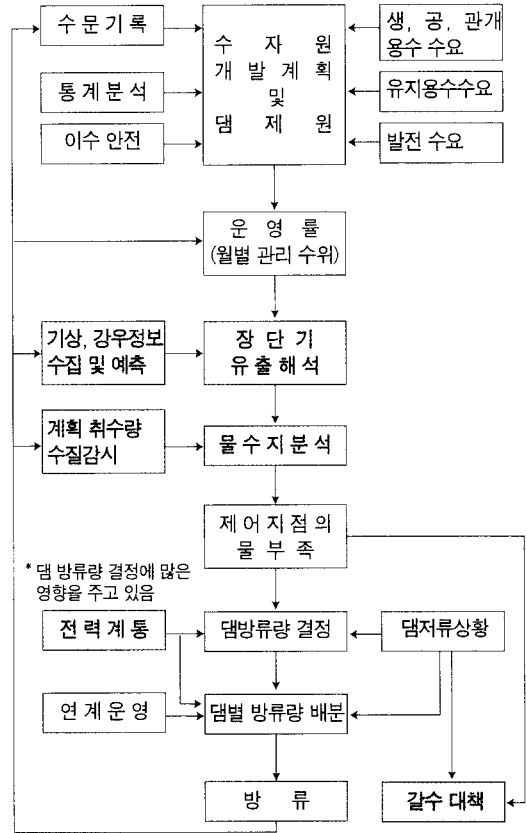 수 문 기 록
통 계 분 석
이수 안전
수 자 원
개 발 계 획
및
댐 제 원
생, 공, 관개
용수 수요
유지용수수요
발전 수요
운 영 률
(월별 관리 수위)
기상, 강우정보
수집 및 예측
장 단 기
유 출 해 석
계획 취수량
수질감시
물 수 지 분 석
제 어 지 점 의
물 부 족
* 댐 방류량 결정에 많은
영향을 주고 있음
전 력 계 통
댐방류량 결정
댐저류상황
연 계 운 영
댐별 방류량 배분
방 류
갈수 대책